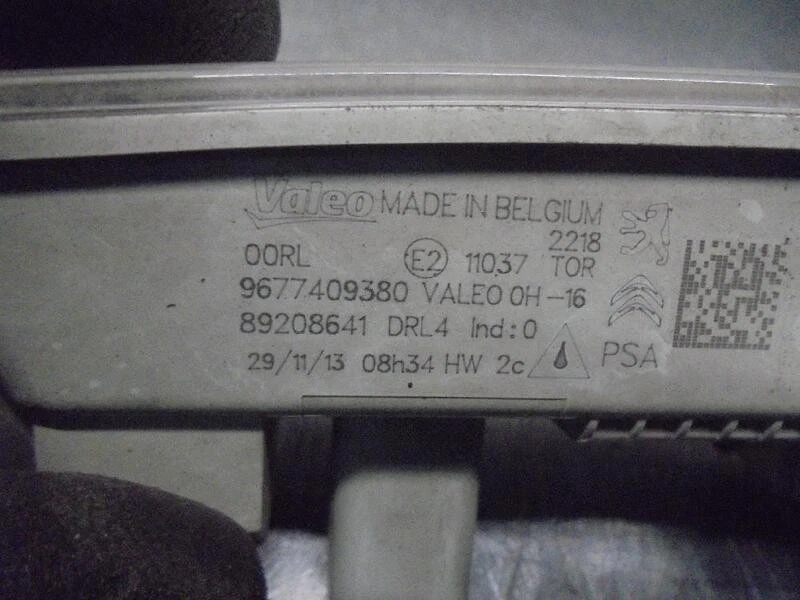 Valeo MADE IN BELGIUM
2218
00RL E2 11037 TOR
9677409380 VALEO 0H-16
89208641 DRL4 Ind:0
29/11/13 08h34 HW 2c PSA